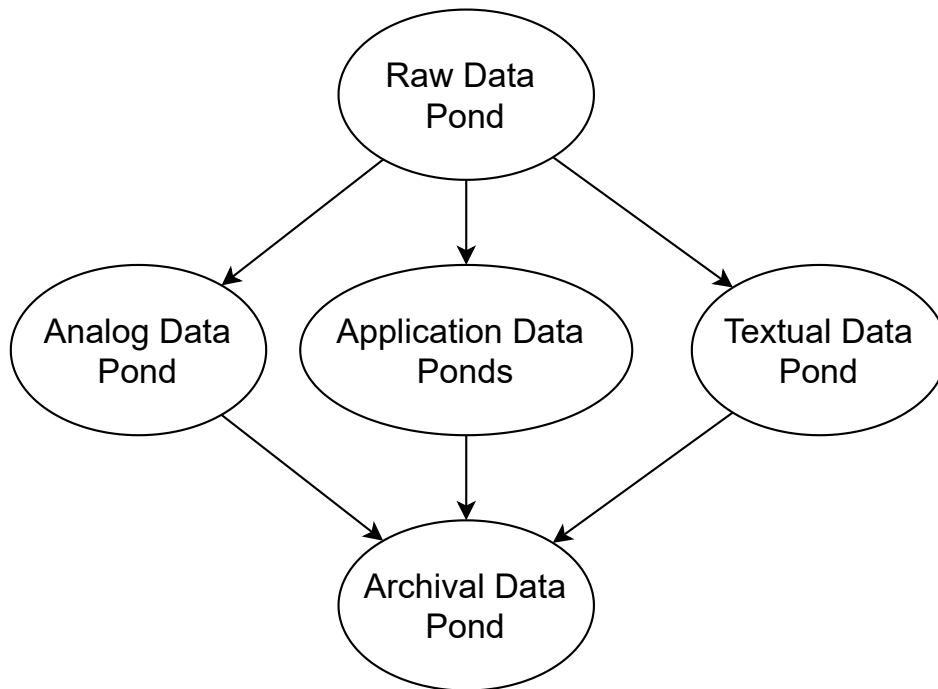 Raw Data
Pond
Analog Data
Pond
Application Data
Ponds
Textual Data
Pond
Archival Data
Pond